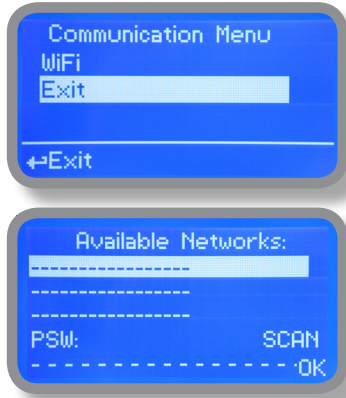 Communication Menu
WiFi
Exit
↵Exit
Available Networks:
-----------------
-----------------
-----------------
PSW: SCAN
- - - - - - - - - - - - - - - - -OK